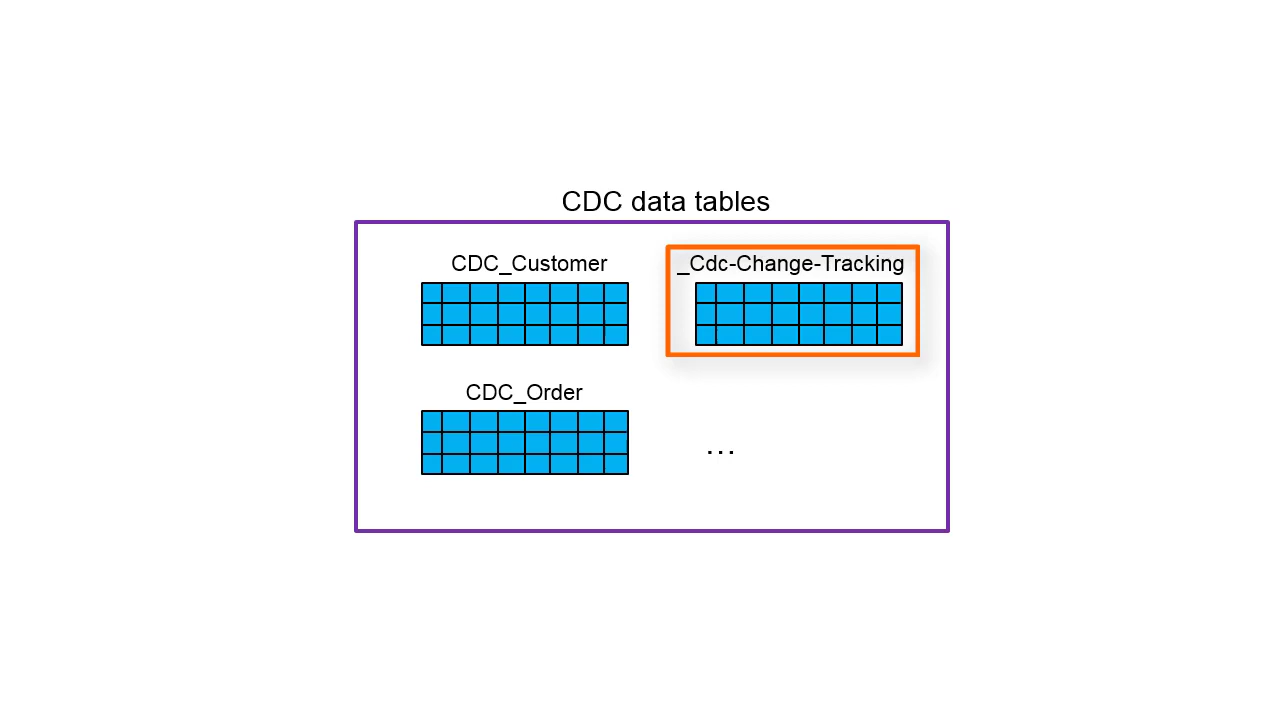 CDC data tables
CDC_Customer
_Cdc-Change-Tracking
CDC_Order
...